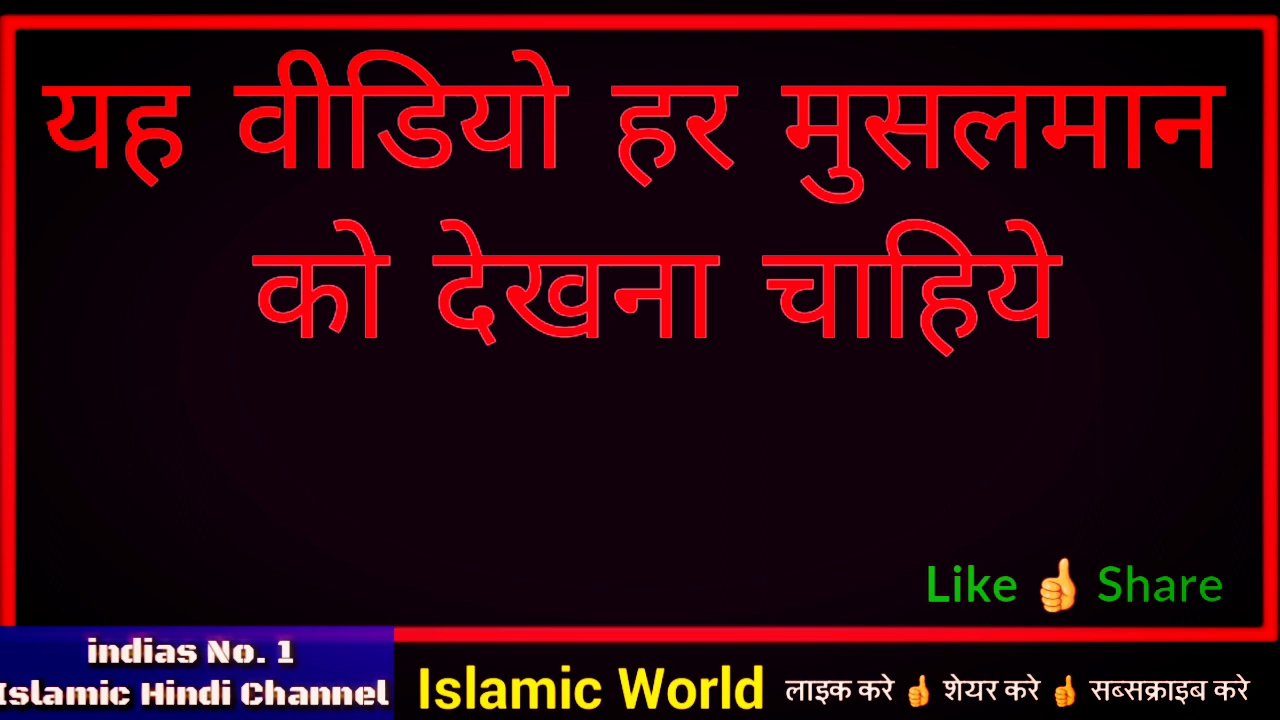 यह वीडियो हर मुसलमान
को देखना चाहिये
Like 👍 Share
indias No. 1
Islamic Hindi Channel
Islamic World लाइक करे 👍 शेयर करे 👍 सब्सक्राइब करे